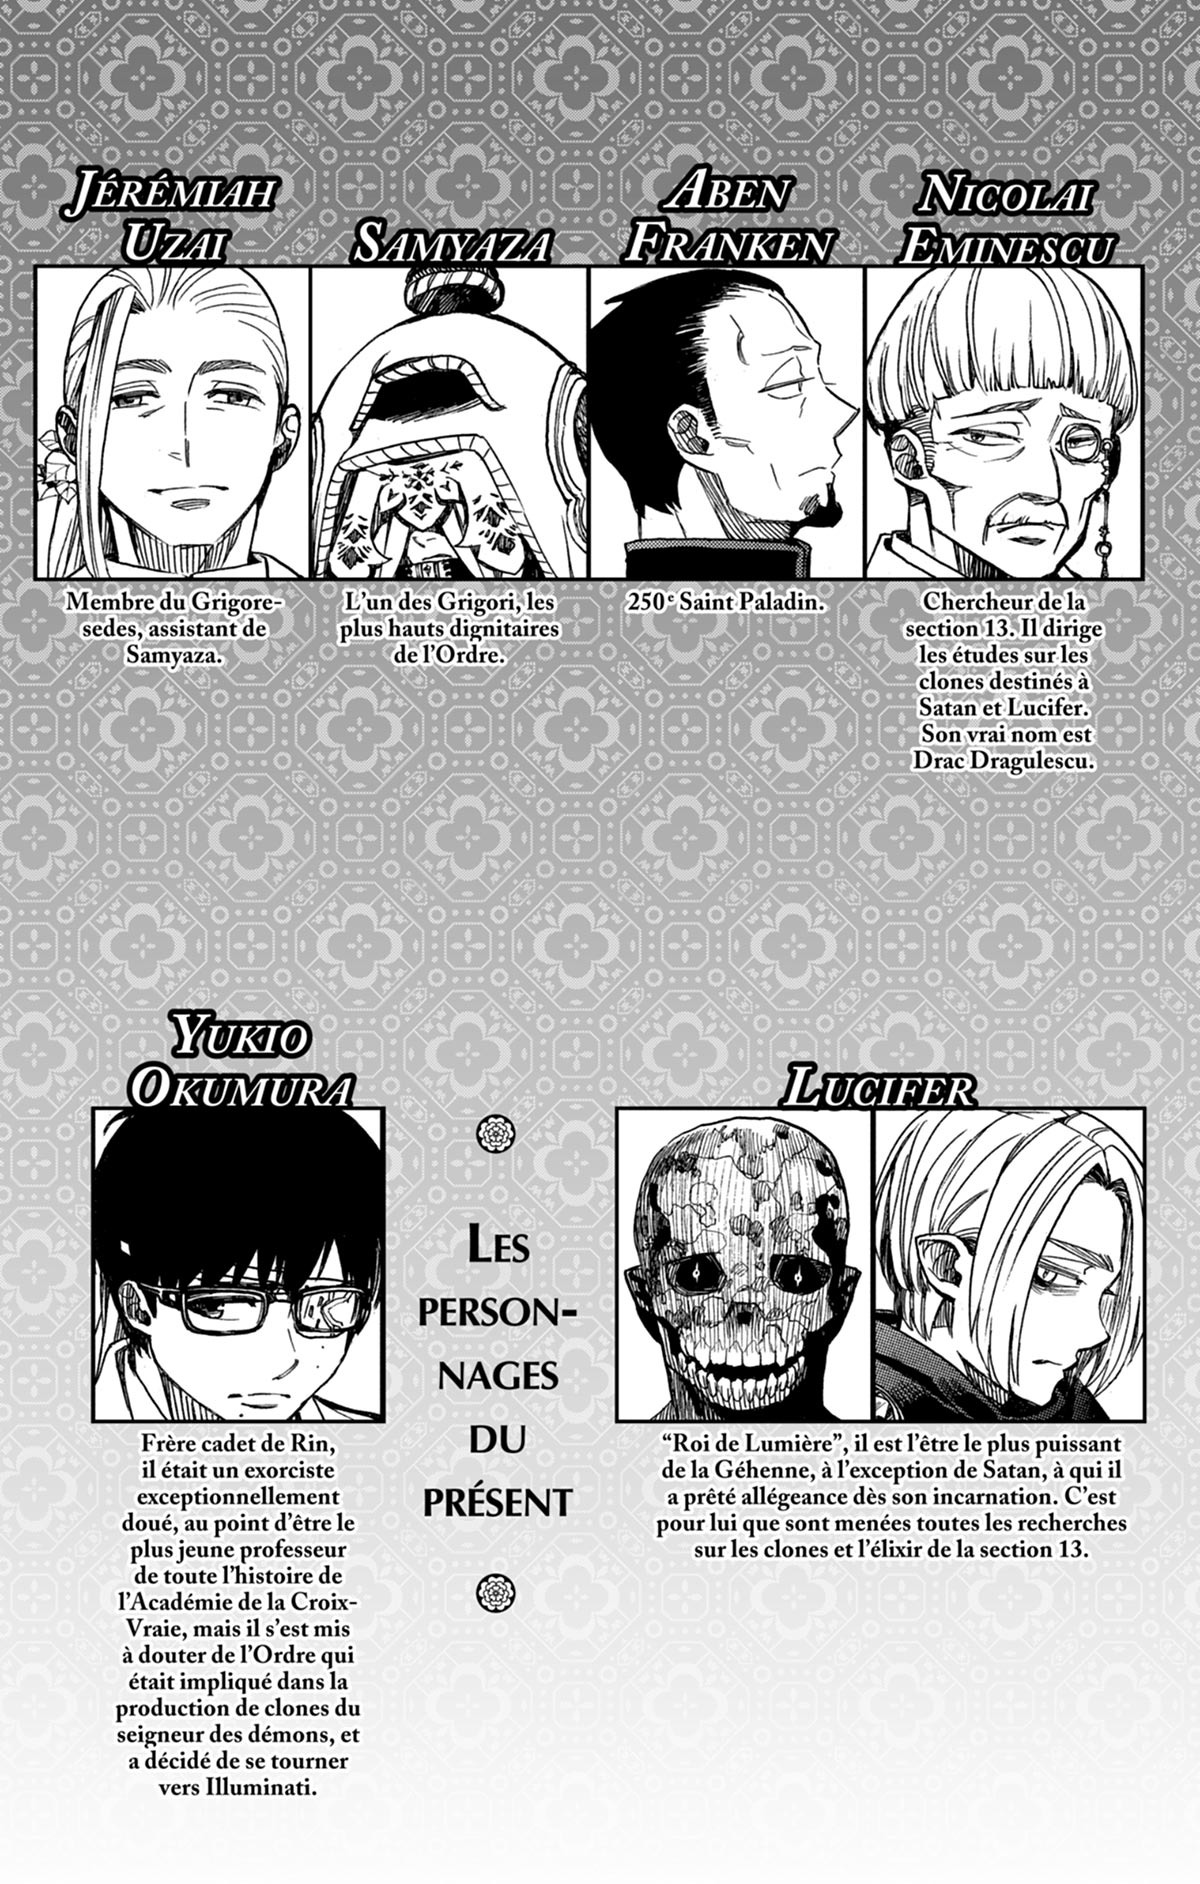 JÉRÉMIAH
UZAI
Membre du Grigore-
sedes, assistant de
Samyaza.
SAMYAZA
L'un des Grigori, les
plus hauts dignitaires
de l'Ordre.
ABEN
FRANKEN
250e Saint Paladin.
NICOLAI
EMINESCU
Chercheur de la
section 13. Il dirige
les études sur les
clones destinés à
Satan et Lucifer.
Son vrai nom est
Drac Dragulescu.
YUKIO
OKUMURA
Frère cadet de Rin,
il était un exorciste
exceptionnellement
doué, au point d'être le
plus jeune professeur
de toute l'histoire de
l'Académie de la Croix-
Vraie, mais il s'est mis
à douter de l'Ordre qui
était impliqué dans la
production de clones du
seigneur des démons, et
a décidé de se tourner
vers Illuminati.
LES
PERSON-
NAGES
DU
PRÉSENT
LUCIFER
“Roi de Lumière”, il est l'être le plus puissant
de la Géhenne, à l'exception de Satan, à qui il
a prêté allégeance dès son incarnation. C'est
pour lui que sont menées toutes les recherches
sur les clones et l'élixir de la section 13.